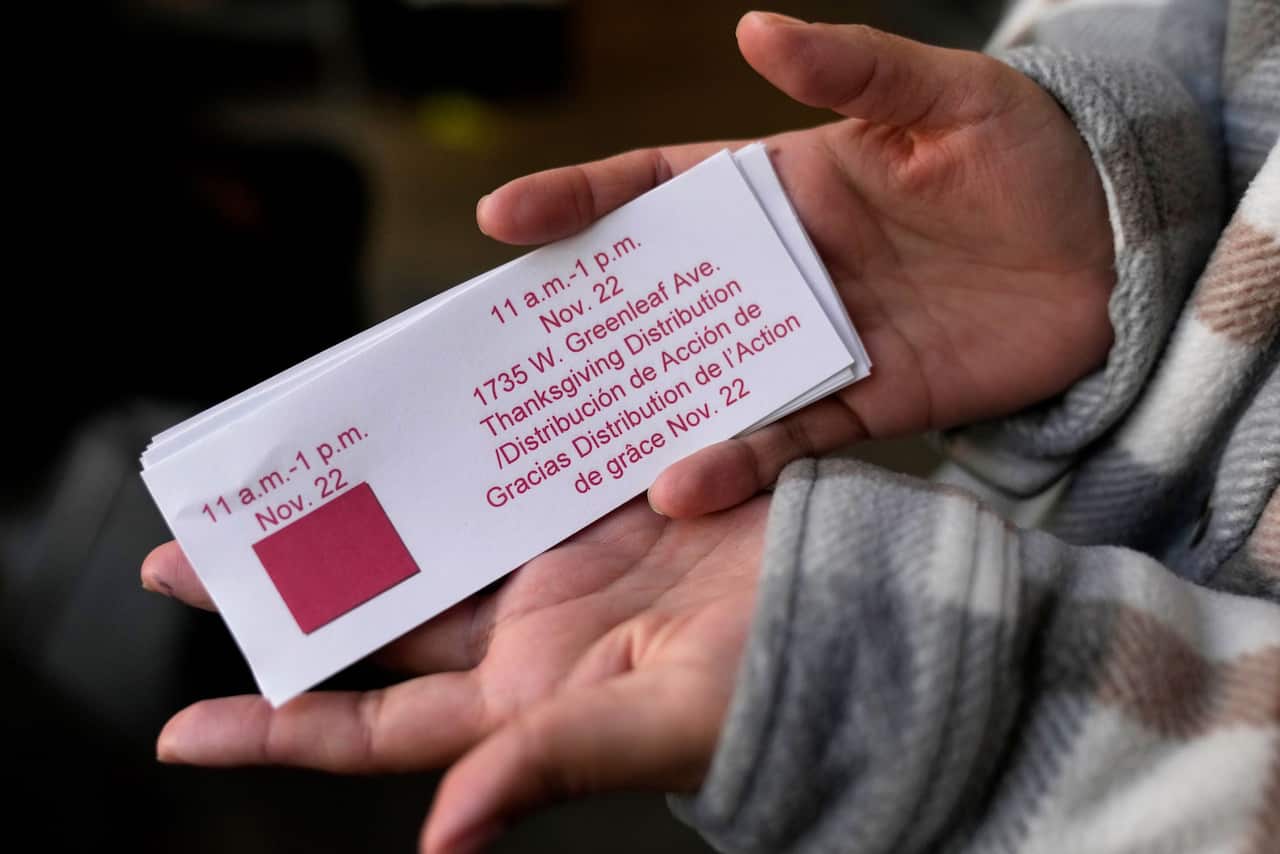 11 a.m.-1 p.m.
Nov. 22
1735 W. Greenleaf Ave.
Thanksgiving Distribution
/Distribución de Acción de
Gracias Distribution de l'Action
de grâce Nov. 22
11 a.m.-1 p.m.
Nov. 22